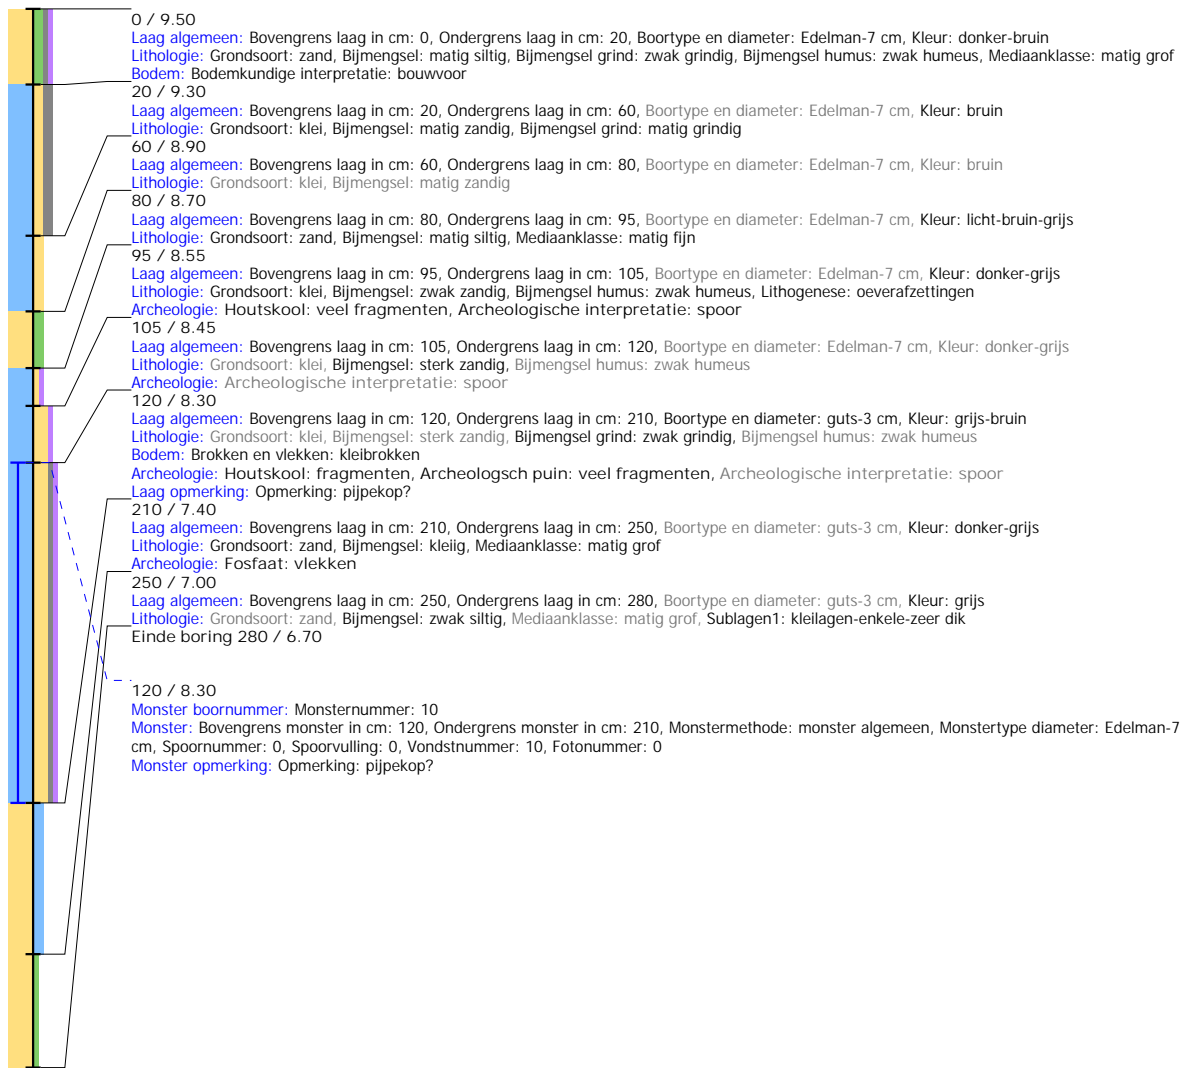 0 / 9.50
Laag algemeen: Bovengrens laag in cm: 0, Ondergrens laag in cm: 20, Boortype en diameter: Edelman-7 cm, Kleur: donker-bruin
Lithologie: Grondsoort: zand, Bijmengsel: matig siltig, Bijmengsel grind: zwak grindig, Bijmengsel humus: zwak humeus, Mediaanklasse: matig grof
Bodem: Bodemkundige interpretatie: bouwvoor
20 / 9.30
Laag algemeen: Bovengrens laag in cm: 20, Ondergrens laag in cm: 60, Boortype en diameter: Edelman-7 cm, Kleur: bruin
Lithologie: Grondsoort: klei, Bijmengsel: matig zandig, Bijmengsel grind: matig grindig
60 / 8.90
Laag algemeen: Bovengrens laag in cm: 60, Ondergrens laag in cm: 80, Boortype en diameter: Edelman-7 cm, Kleur: bruin
Lithologie: Grondsoort: klei, Bijmengsel: matig zandig
80 / 8.70
Laag algemeen: Bovengrens laag in cm: 80, Ondergrens laag in cm: 95, Boortype en diameter: Edelman-7 cm, Kleur: licht-bruin-grijs
Lithologie: Grondsoort: zand, Bijmengsel: matig siltig, Mediaanklasse: matig fijn
95 / 8.55
Laag algemeen: Bovengrens laag in cm: 95, Ondergrens laag in cm: 105, Boortype en diameter: Edelman-7 cm, Kleur: donker-grijs
Lithologie: Grondsoort: klei, Bijmengsel: zwak zandig, Bijmengsel humus: zwak humeus, Lithogenese: oeverafzettingen
Archeologie: Houtskool: veel fragmenten, Archeologische interpretatie: spoor
105 / 8.45
Laag algemeen: Bovengrens laag in cm: 105, Ondergrens laag in cm: 120, Boortype en diameter: Edelman-7 cm, Kleur: donker-grijs
Lithologie: Grondsoort: klei, Bijmengsel: sterk zandig, Bijmengsel humus: zwak humeus
Archeologie: Archeologische interpretatie: spoor
120 / 8.30
Laag algemeen: Bovengrens laag in cm: 120, Ondergrens laag in cm: 210, Boortype en diameter: guts-3 cm, Kleur: grijs-bruin
Lithologie: Grondsoort: klei, Bijmengsel: sterk zandig, Bijmengsel grind: zwak grindig, Bijmengsel humus: zwak humeus
Bodem: Brokken en vlekken: kleibrokken
Archeologie: Houtskool: fragmenten, Archeologsch puin: veel fragmenten, Archeologische interpretatie: spoor
Laag opmerking: Opmerking: pijpekop?
210 / 7.40
Laag algemeen: Bovengrens laag in cm: 210, Ondergrens laag in cm: 250, Boortype en diameter: guts-3 cm, Kleur: donker-grijs
Lithologie: Grondsoort: zand, Bijmengsel: kleiig, Mediaanklasse: matig grof
Archeologie: Fosfaat: vlekken
250 / 7.00
Laag algemeen: Bovengrens laag in cm: 250, Ondergrens laag in cm: 280, Boortype en diameter: guts-3 cm, Kleur: grijs
Lithologie: Grondsoort: zand, Bijmengsel: zwak siltig, Mediaanklasse: matig grof, Sublagen1: kleilagen-enkele-zeer dik
Einde boring 280 / 6.70
120 / 8.30
Monster boornummer: Monsternummer: 10
Monster: Bovengrens monster in cm: 120, Ondergrens monster in cm: 210, Monstermethode: monster algemeen, Monstertype diameter: Edelman-7
cm, Spoornummer: 0, Spoorvulling: 0, Vondstnummer: 10, Fotonummer: 0
Monster opmerking: Opmerking: pijpekop?